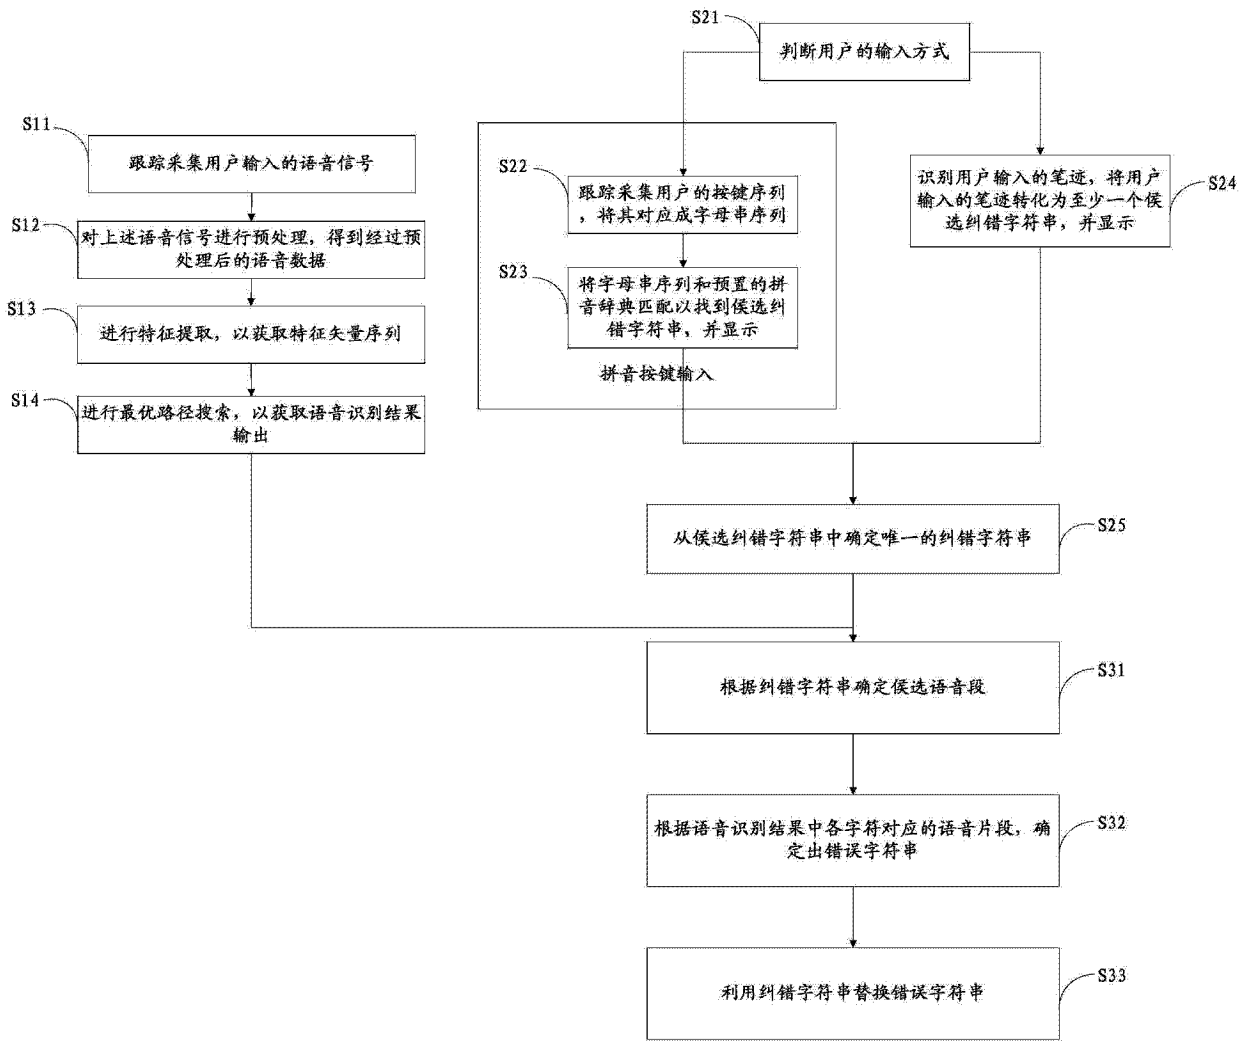 S21
判断用户的输入方式
S11
跟踪采集用户输入的语音信号
S12
对上述语音信号进行预处理，得到经过预
处理后的语音数据
S13
进行特征提取，以获取特征矢量序列
S14
进行最优路径搜索，以获取语音识别结果
输出
S22
跟踪采集用户的按键序列
，将其对应成字母串序列
S23
将字母串序列和预置的拼
音辞典匹配以找到侯选纠
错字符串，并显示
拼音按键输入
S24
识别用户输入的笔迹，将用户
输入的笔迹转化为至少一个侯
选纠错字符串，并显示
S25
从侯选纠错字符串中确定唯一的纠错字符串
S31
根据纠错字符串确定侯选语音段
S32
根据语音识别结果中各字符对应的语音片段，确
定出错误字符串
S33
利用纠错字符串替换错误字符串